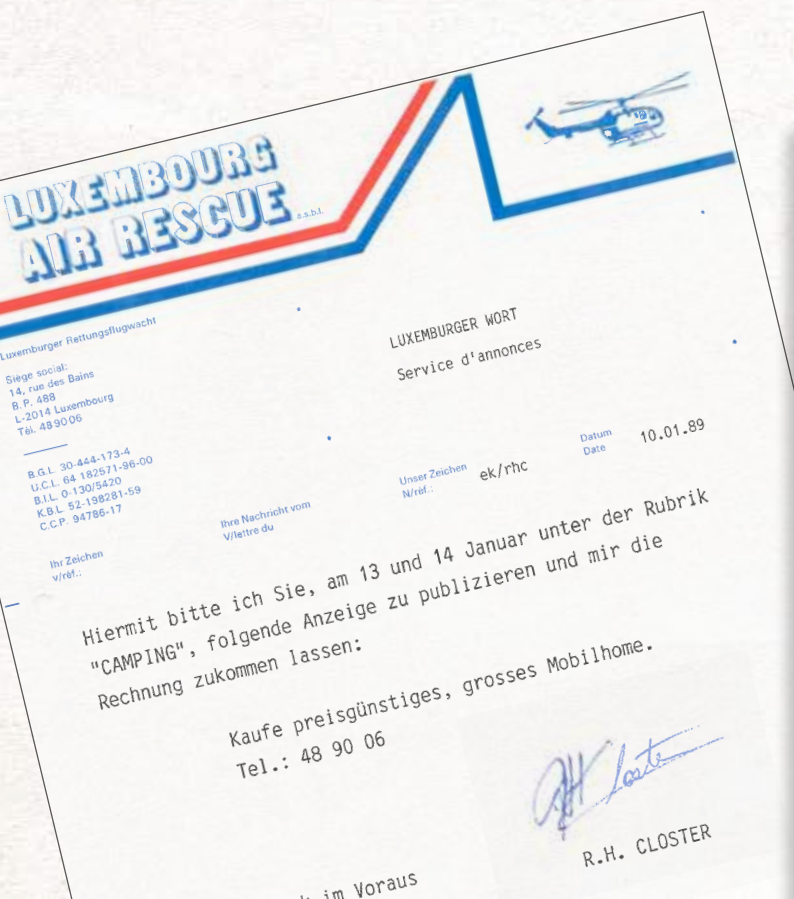 LUXEMBOURG
AIR RESCUE a.s.b.l.
Luxemburger Rettungsflugwacht
Siège social:
14, rue des Bains
B.P. 488
L-2014 Luxembourg
Tél. 489006
B.G.L. 30-444-173-4
U.C.L. 64 182571-96-00
B.I.L. 0-130/5420
K.B.L. 52-198281-59
C.C.P. 94786-17
LUXEMBURGER WORT
Service d'annonces
Ihr Zeichen
v/réf.:
Ihre Nachricht vom
V/lettre du
Unser Zeichen
N/réf.: ek/rhc
Datum
Date 10.01.89
Hiermit bitte ich Sie, am 13 und 14 Januar unter der Rubrik
"CAMPING", folgende Anzeige zu publizieren und mir die
Rechnung zukommen lassen:
Kaufe preisgünstiges, grosses Mobilhome.
Tel.: 48 90 06
R.H. CLOSTER
im Voraus